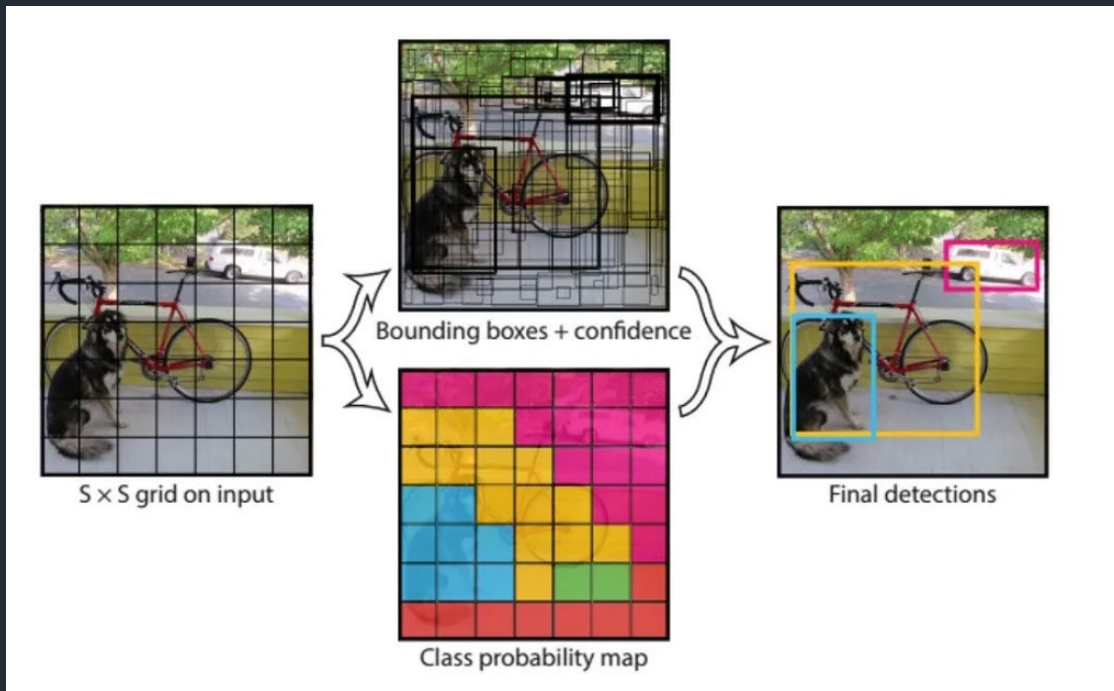 Bounding boxes + confidence
S × S grid on input
Final detections
Class probability map